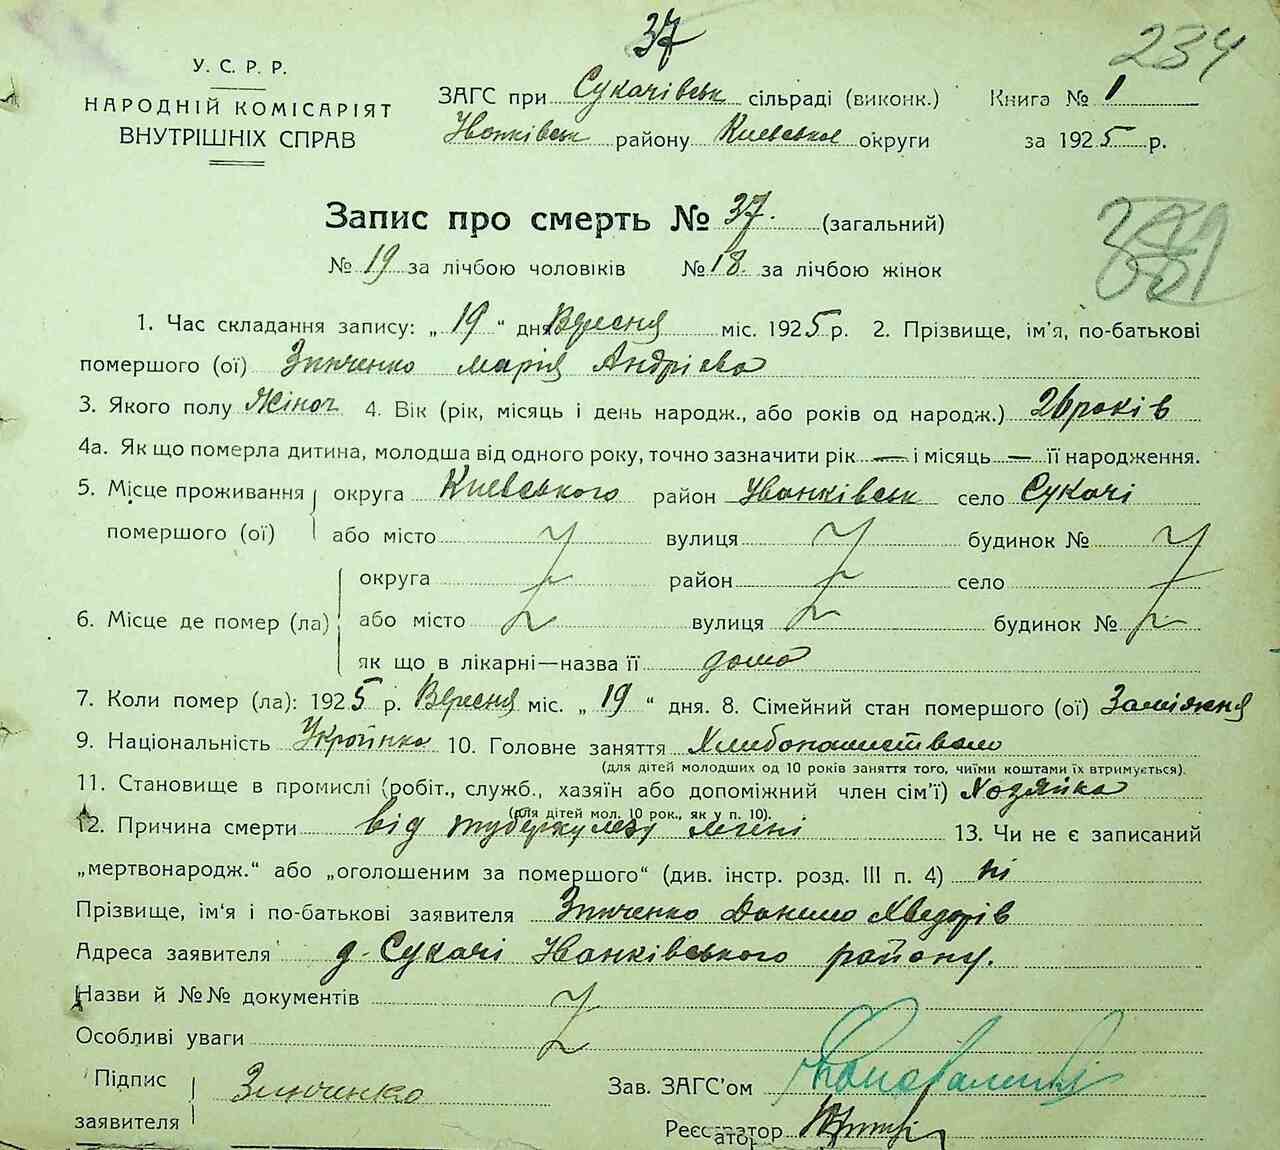 37
234
У. С. Р. Р.
НАРОДНІЙ КОМІСАРІЯТ
ВНУТРІШНІХ СПРАВ
ЗАГС при Сукачівськ сільраді (виконк.) Книга № 1
Іванківськ району Киевської округи за 1925 р.
Запис про смерть № 37. (загальний)
№ 19 за лічбою чоловіків № 18. за лічбою жінок
1. Час складання запису: „ 19 “ дня Вересня міс. 1925 р. 2. Прізвище, ім’я, по-батькові
помершого (ої) Зинченко Марія Андрієва
3. Якого полу Жіноч 4. Вік (рік, місяць і день народж., або років од народж.) 26 років
4а. Як що померла дитина, молодша від одного року, точно зазначити рік — і місяць — її народження.
5. Місце проживання округа Киевського район Іванківськ село Сукачі
помершого (ої) або місто вулиця будинок №
округа район село
6. Місце де помер (ла) або місто вулиця будинок №
як що в лікарні—назва її дома
7. Коли помер (ла): 1925 р. Вересня міс. „ 19 “ дня. 8. Сімейний стан помершого (ої) Заміжня
9. Національність Українка 10. Головне заняття
(для дітей молодших од 10 років заняття того, чиїми коштами їх втримується).
11. Становище в промислі (робіт., служб., хазяїн або допоміжний член сім’ї) Хозяйка
(для дітей мол. 10 рок., як у п. 10).
12. Причина смерти від туберкулезу легені 13. Чи не є записаний
„мертвонародж.“ або „оголошеним за помершого“ (див. інстр. розд. III п. 4) ні
Прізвище, ім’я і по-батькові заявителя Зинченко Данило Хведорів
Адреса заявителя д. Сукачі Іванківського району.
Назви й №№ документів
Особливі уваги
Підпис Зинченко Зав. ЗАГС’ом
заявителя
Реєстратор